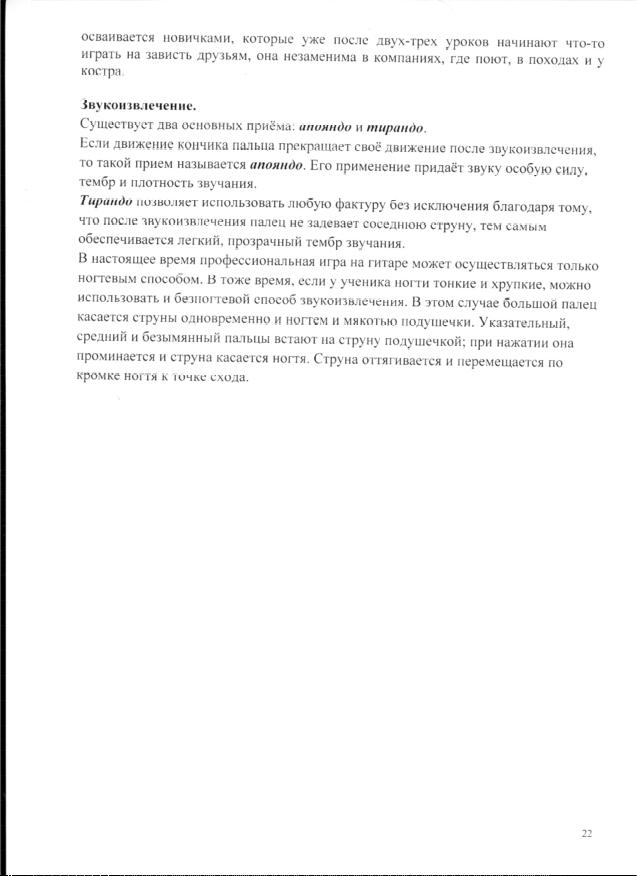 осваивается новичками, которые уже после двух-трех уроков начинают что-то
играть на зависть друзьям, она незаменима в компаниях, где поют, в походах и у
костра.
Звукоизвлечение.
Существует два основных приёма: апояндо и тирандо.
Если движение кончика пальца прекращает своё движение после звукоизвлечения,
то такой прием называется апояндо. Его применение придаёт звуку особую силу,
тембр и плотность звучания.
Тирандо позволяет использовать любую фактуру без исключения благодаря тому,
что после звукоизвлечения палец не задевает соседнюю струну, тем самым
обеспечивается легкий, прозрачный тембр звучания.
В настоящее время профессиональная игра на гитаре может осуществляться только
ногтевым способом. В тоже время, если у ученика ногти тонкие и хрупкие, можно
использовать и безногтевой способ звукоизвлечения. В этом случае большой палец
касается струны одновременно и ногтем и мякотью подушечки. Указательный,
средний и безымянный пальцы встают на струну подушечкой; при нажатии она
проминается и струна касается ногтя. Струна оттягивается и перемещается по
кромке ногтя к точке схода.
22